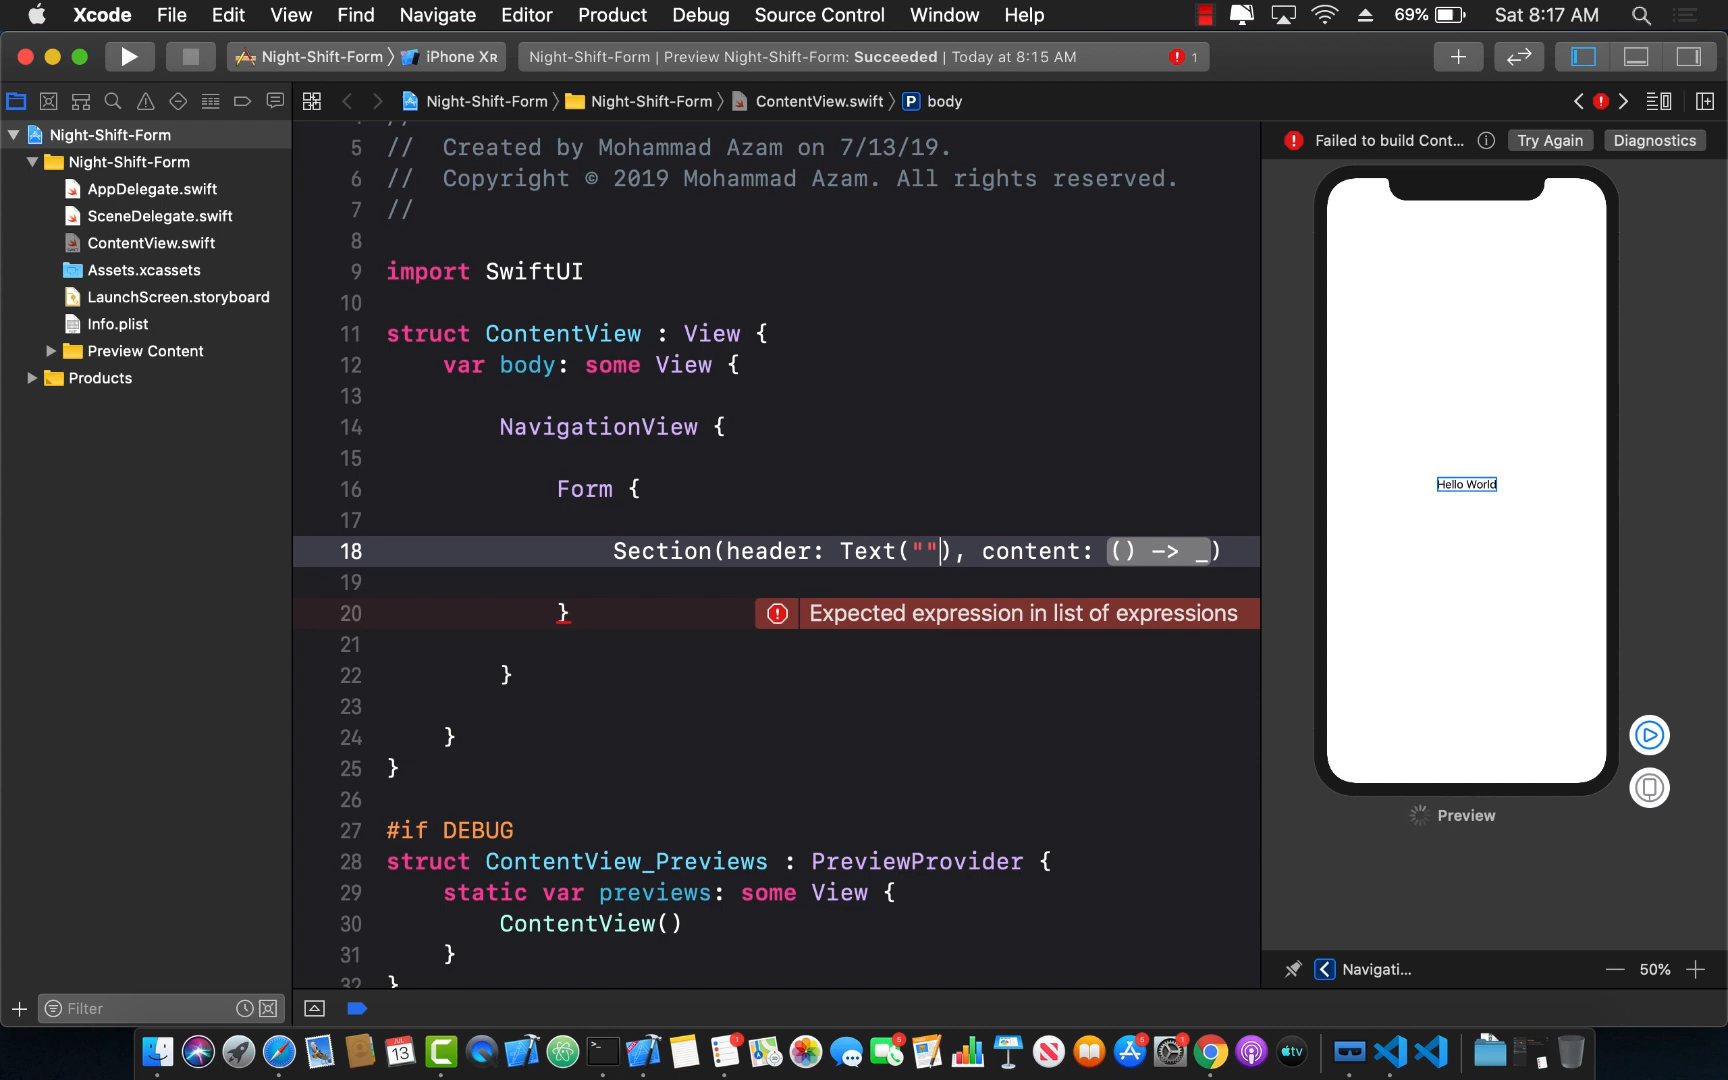 Xcode File Edit View Find Navigate Editor Product Debug Source Control Window Help 69% Sat 8:17 AM
Night-Shift-Form iPhone XR Night-Shift-Form | Preview Night-Shift-Form: Succeeded | Today at 8:15 AM 1
Night-Shift-Form Night-Shift-Form ContentView.swift P body
Night-Shift-Form
Night-Shift-Form
AppDelegate.swift
SceneDelegate.swift
ContentView.swift
Assets.xcassets
LaunchScreen.storyboard
Info.plist
Preview Content
Products
Filter
5 //  Created by Mohammad Azam on 7/13/19.
6 //  Copyright © 2019 Mohammad Azam. All rights reserved.
7 //
8
9 import SwiftUI
10
11 struct ContentView : View {
12 var body: some View {
13
14 NavigationView {
15
16 Form {
17
18 Section(header: Text(""), content: () -> _)
19
20 } Expected expression in list of expressions
21
22 }
23
24 }
25 }
26
27 #if DEBUG
28 struct ContentView_Previews : PreviewProvider {
29 static var previews: some View {
30 ContentView()
31 }
32 }
Failed to build Cont... Try Again Diagnostics
Hello World
Preview
Navigati... 50%
13 1 5 5 1 tv